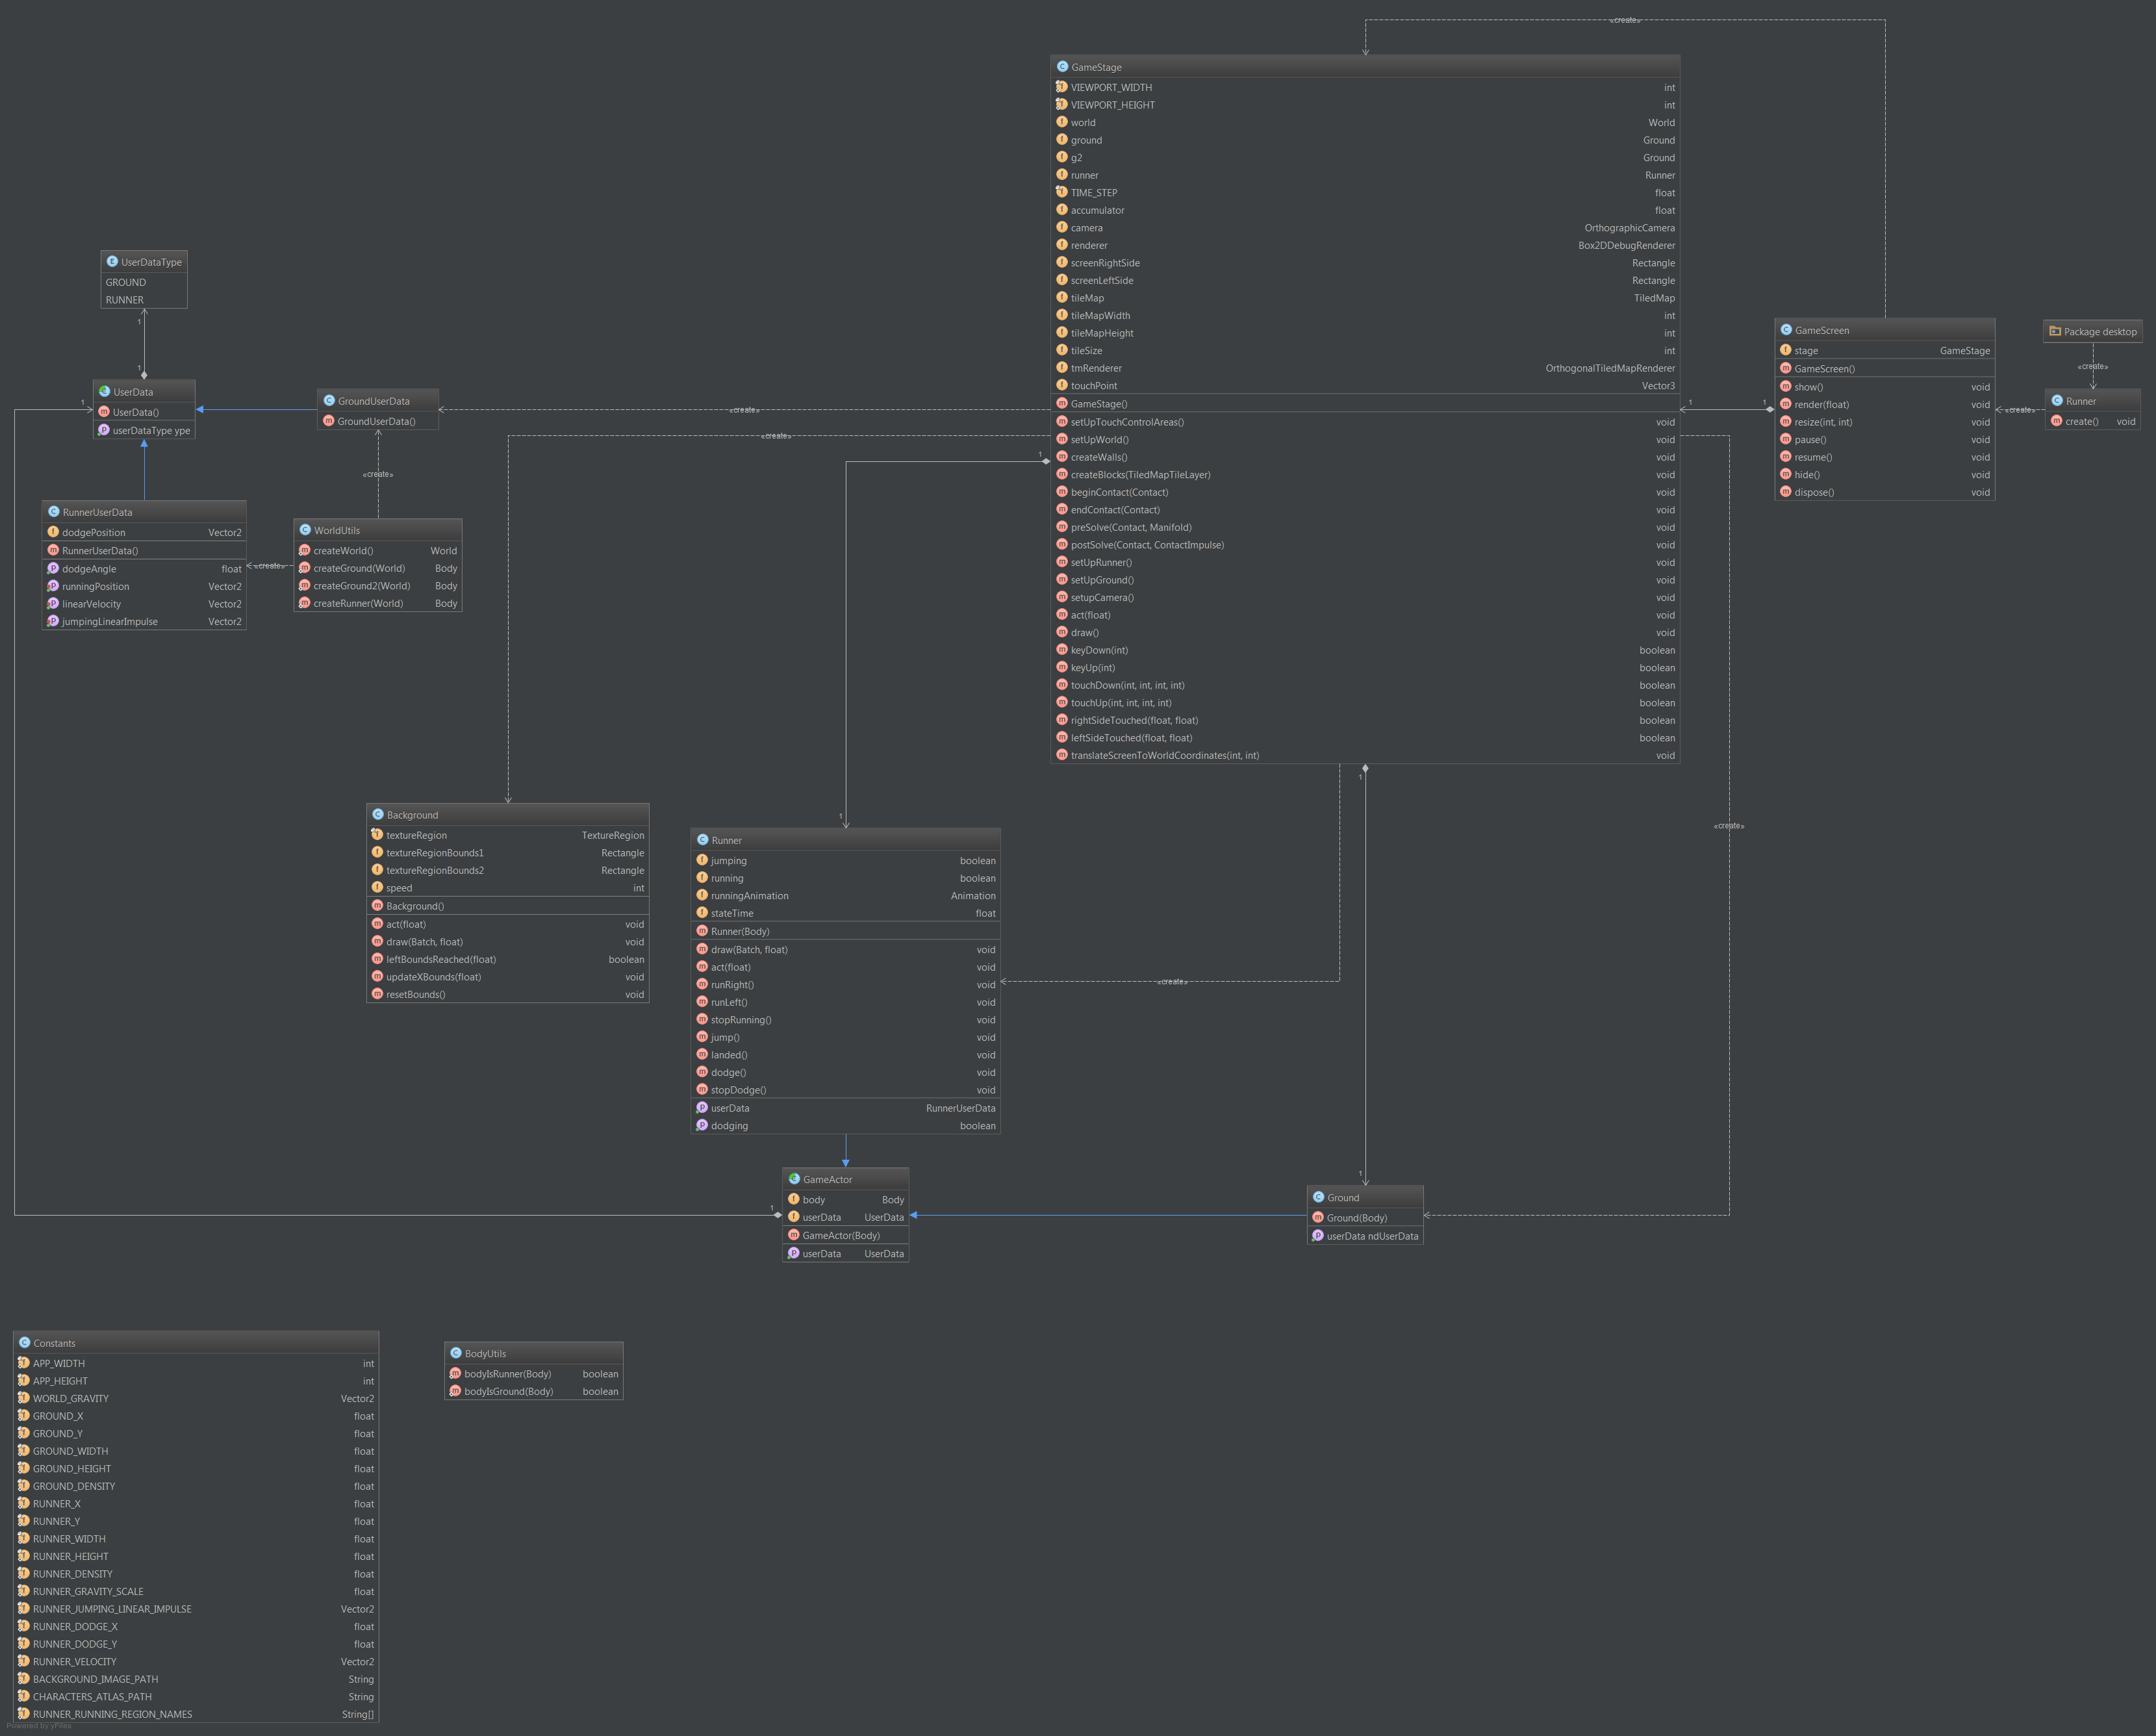 «create»
GameStage
VIEWPORT_WIDTH int
VIEWPORT_HEIGHT int
world World
ground Ground
g2 Ground
runner Runner
TIME_STEP float
accumulator float
camera OrthographicCamera
renderer Box2DDebugRenderer
screenRightSide Rectangle
screenLeftSide Rectangle
tileMap TiledMap
tileMapWidth int
tileMapHeight int
tileSize int
tmRenderer OrthogonalTiledMapRenderer
touchPoint Vector3
GameStage()
setUpTouchControlAreas() void
setUpWorld() void
createWalls() void
createBlocks(TiledMapTileLayer) void
beginContact(Contact) void
endContact(Contact) void
preSolve(Contact, Manifold) void
postSolve(Contact, ContactImpulse) void
setUpRunner() void
setUpGround() void
setupCamera() void
act(float) void
draw() void
keyDown(int) boolean
keyUp(int) boolean
touchDown(int, int, int, int) boolean
touchUp(int, int, int, int) boolean
rightSideTouched(float, float) boolean
leftSideTouched(float, float) boolean
translateScreenToWorldCoordinates(int, int) void
UserDataType
GROUND
RUNNER
1
1
UserData
UserData()
userDataType ype
1
GroundUserData
GroundUserData()
«create»
«create»
«create»
RunnerUserData
dodgePosition Vector2
RunnerUserData()
dodgeAngle float
runningPosition Vector2
linearVelocity Vector2
jumpingLinearImpulse Vector2
«create»
WorldUtils
createWorld() World
createGround(World) Body
createGround2(World) Body
createRunner(World) Body
GameScreen
stage GameStage
GameScreen()
show() void
render(float) void
resize(int, int) void
pause() void
resume() void
hide() void
dispose() void
1
1
Package desktop
«create»
Runner
create() void
«create»
1
1
Background
textureRegion TextureRegion
textureRegionBounds1 Rectangle
textureRegionBounds2 Rectangle
speed int
Background()
act(float) void
draw(Batch, float) void
leftBoundsReached(float) boolean
updateXBounds(float) void
resetBounds() void
Runner
jumping boolean
running boolean
runningAnimation Animation
stateTime float
Runner(Body)
draw(Batch, float) void
act(float) void
runRight() void
runLeft() void
stopRunning() void
jump() void
landed() void
dodge() void
stopDodge() void
userData RunnerUserData
dodging boolean
«create»
1
1
«create»
GameActor
body Body
userData UserData
GameActor(Body)
userData UserData
1
Ground
Ground(Body)
userData ndUserData
Constants
APP_WIDTH int
APP_HEIGHT int
WORLD_GRAVITY Vector2
GROUND_X float
GROUND_Y float
GROUND_WIDTH float
GROUND_HEIGHT float
GROUND_DENSITY float
RUNNER_X float
RUNNER_Y float
RUNNER_WIDTH float
RUNNER_HEIGHT float
RUNNER_DENSITY float
RUNNER_GRAVITY_SCALE float
RUNNER_JUMPING_LINEAR_IMPULSE Vector2
RUNNER_DODGE_X float
RUNNER_DODGE_Y float
RUNNER_VELOCITY Vector2
BACKGROUND_IMAGE_PATH String
CHARACTERS_ATLAS_PATH String
RUNNER_RUNNING_REGION_NAMES String[]
BodyUtils
bodyIsRunner(Body) boolean
bodyIsGround(Body) boolean
Powered by yFiles